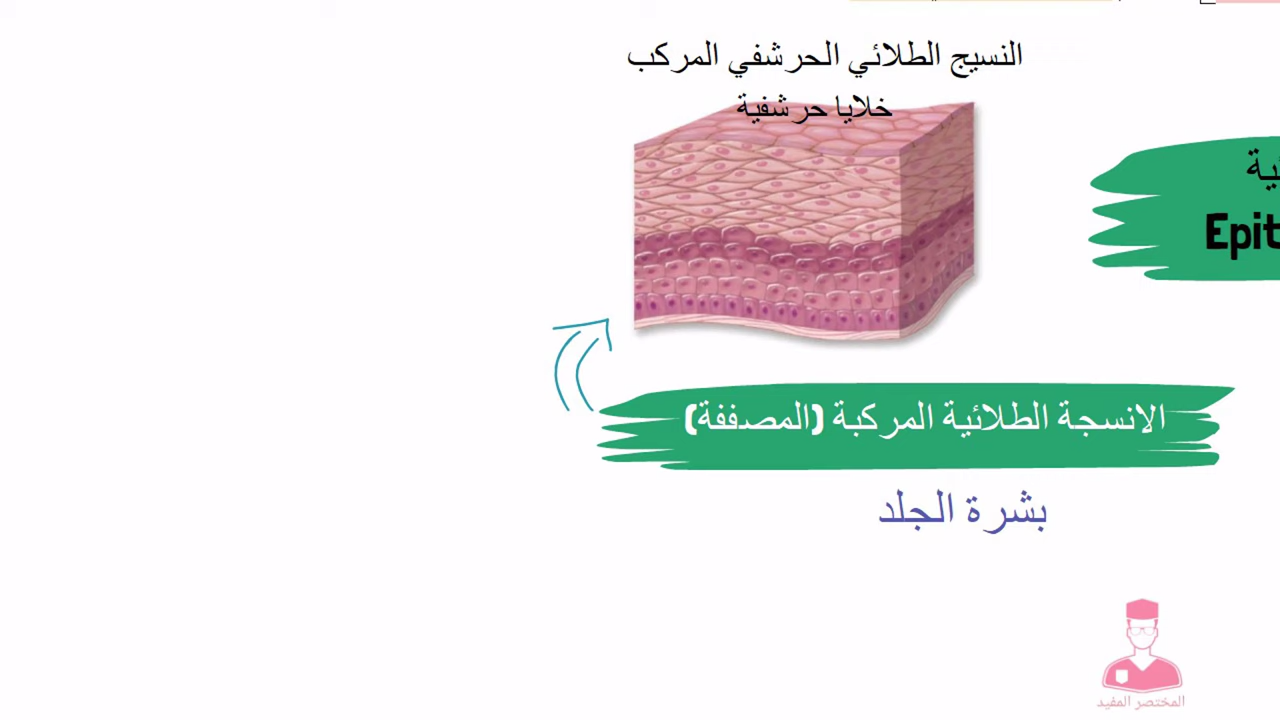 النسيج الطلائي الحرشفي المركب
خلايا حرشفية
الانسجة الطلائية المركبة (المصففة)
بشرة الجلد
المختصر المفيد